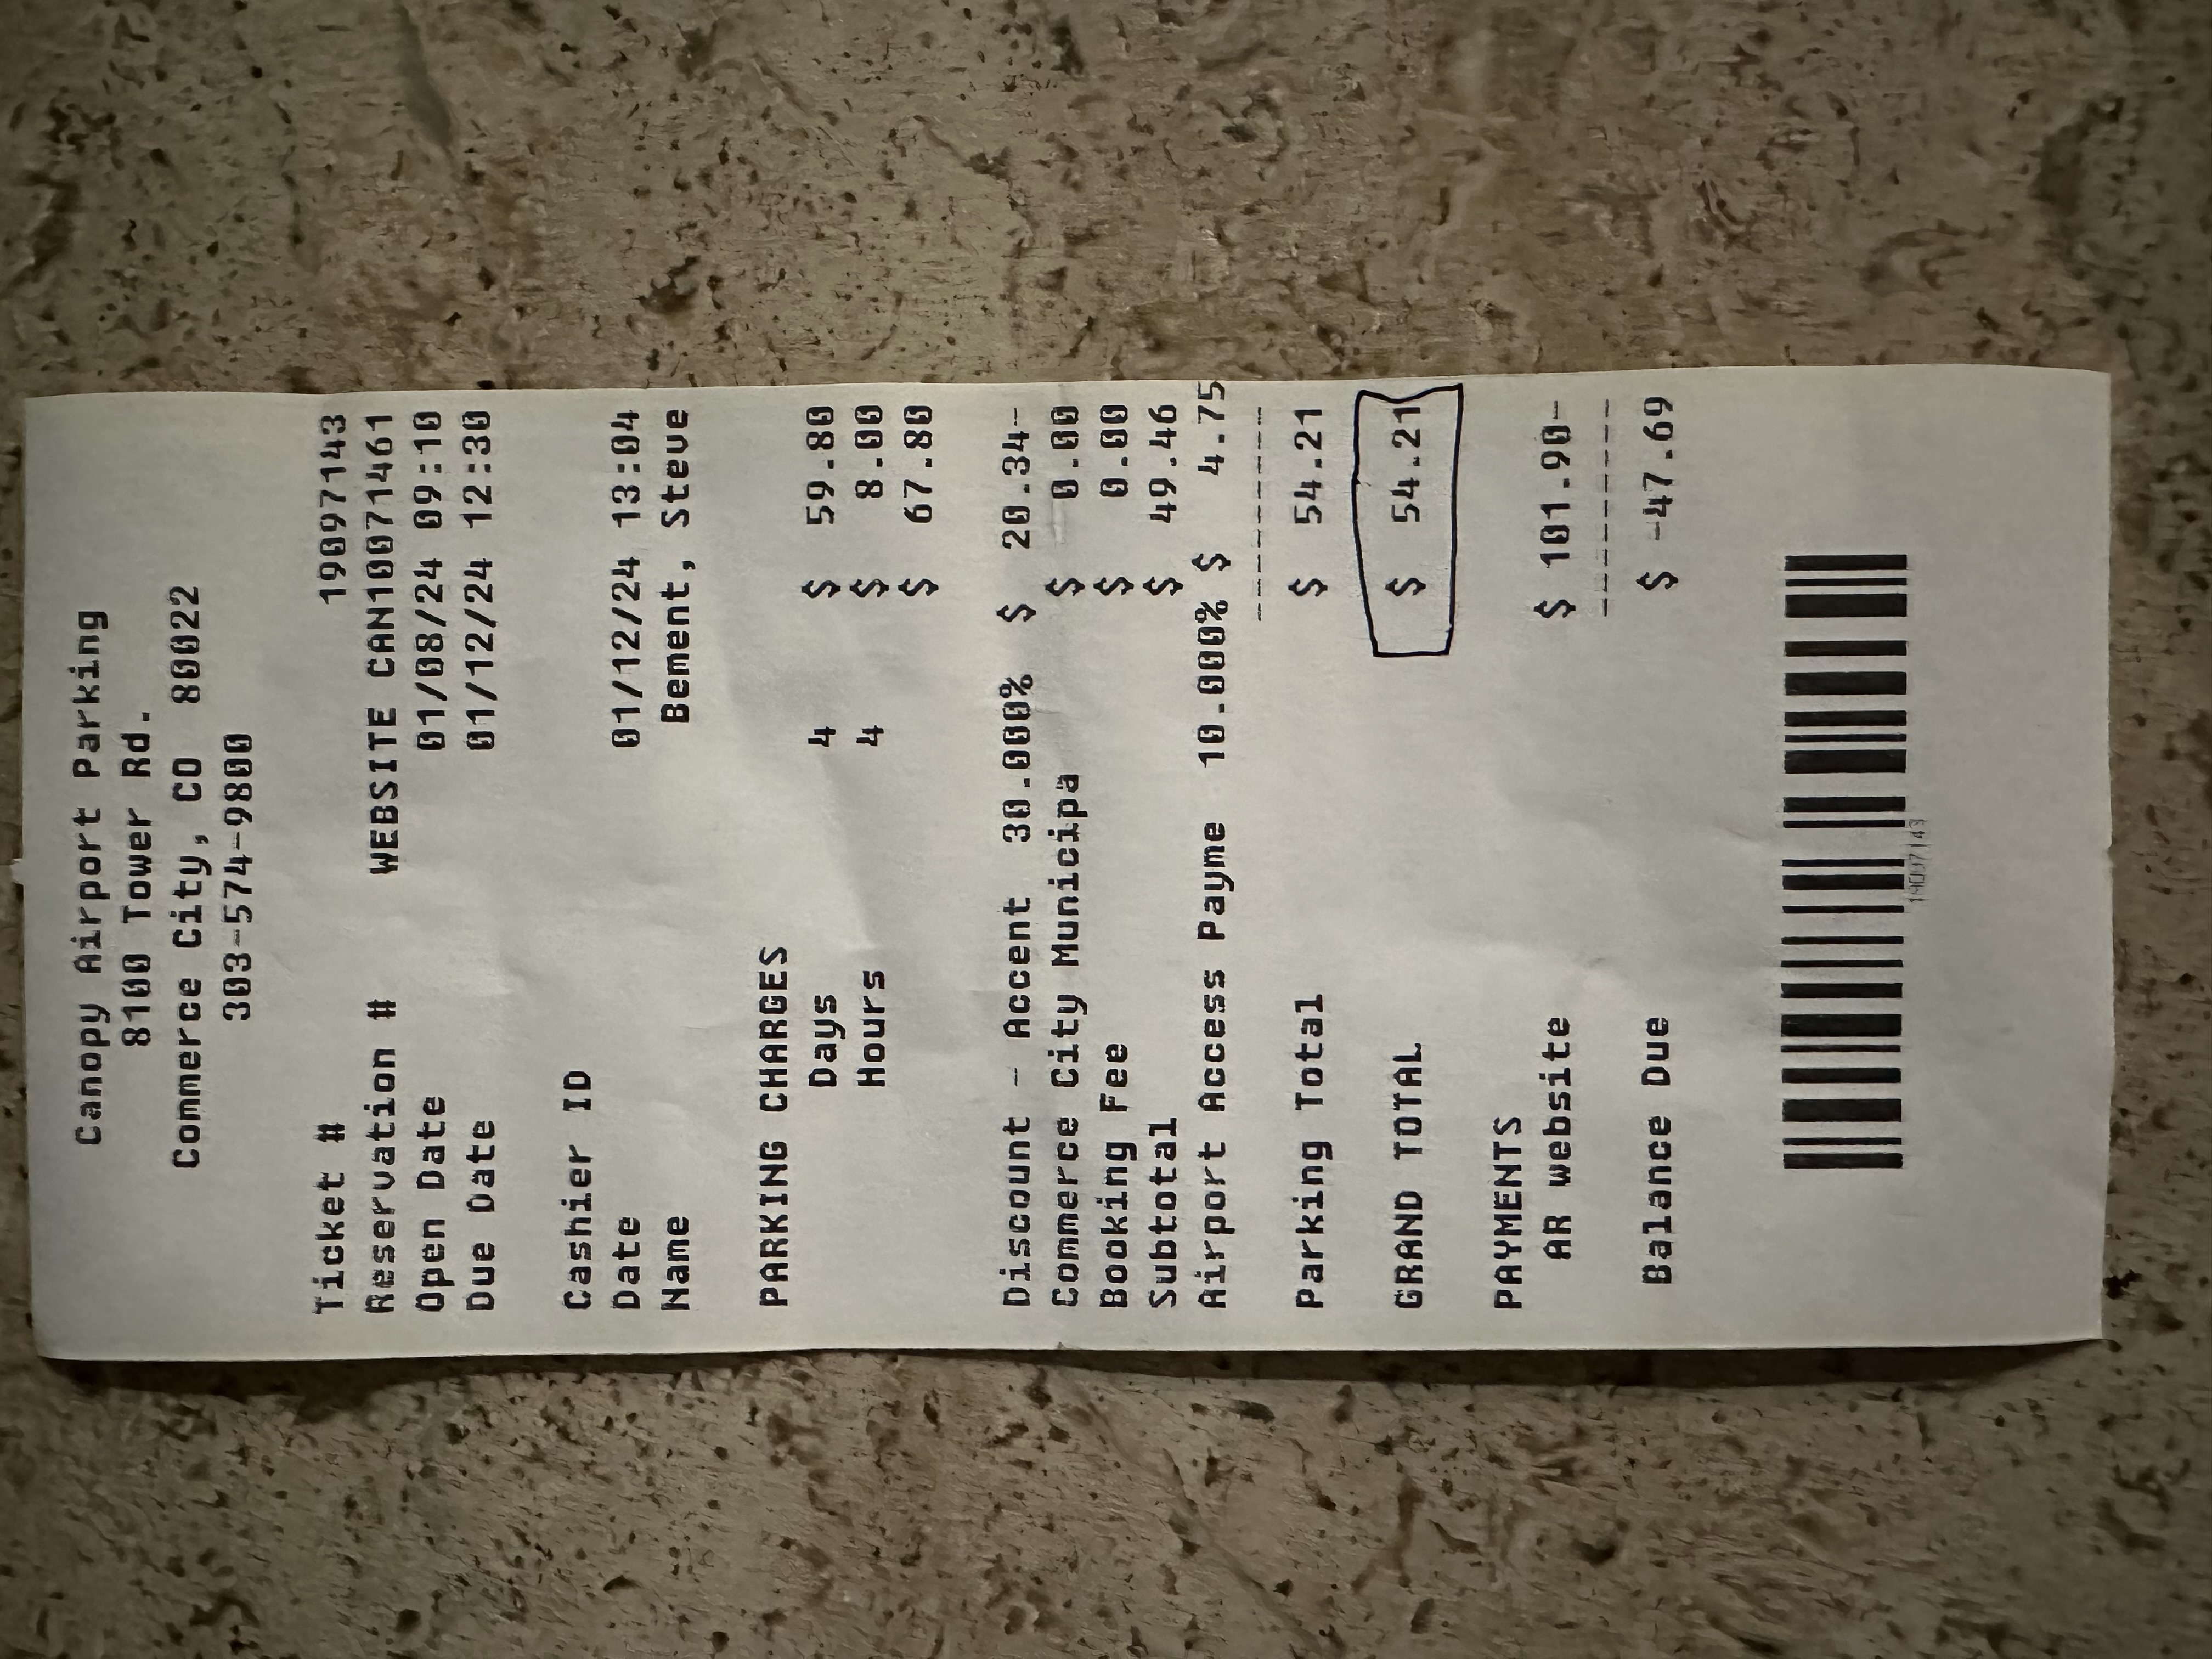 Canopy Airport Parking
8100 Tower Rd.
Commerce City, CO 80022
303-574-9800
Ticket # 19097143
Reservation # WEBSITE CAN10071461
Open Date 01/08/24 09:10
Due Date 01/12/24 12:30
Cashier ID
Date 01/12/24 13:04
Name Bement, Steve
PARKING CHARGES
Days 4 $ 59.80
Hours 4 $ 8.00
$ 67.80
Discount - Accent 30.000% $ 20.34-
Commerce City Municipa $ 0.00
Booking Fee $ 0.00
Subtotal $ 49.46
Airport Access Payme 10.000% $ 4.75
---------
Parking Total $ 54.21
GRAND TOTAL $ 54.21
PAYMENTS
AR website $ 101.90-
---------
Balance Due $ -47.69
19097143